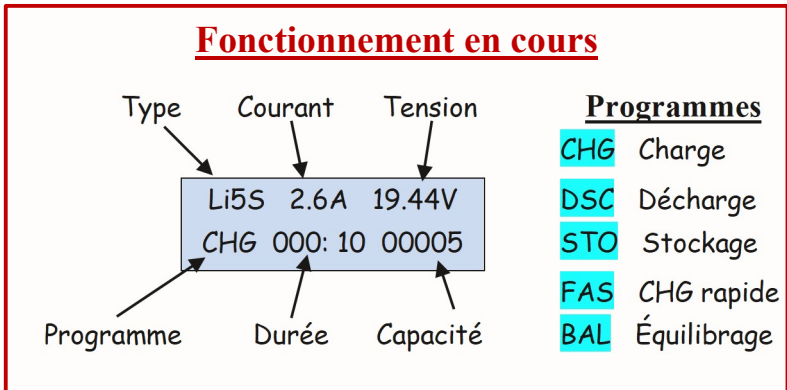 Fonctionnement en cours
Type Courant Tension
Li5S 2.6A 19.44V
CHG 000: 10 00005
Programme Durée Capacité
Programmes
CHG Charge
DSC Décharge
STO Stockage
FAS CHG rapide
BAL Équilibrage